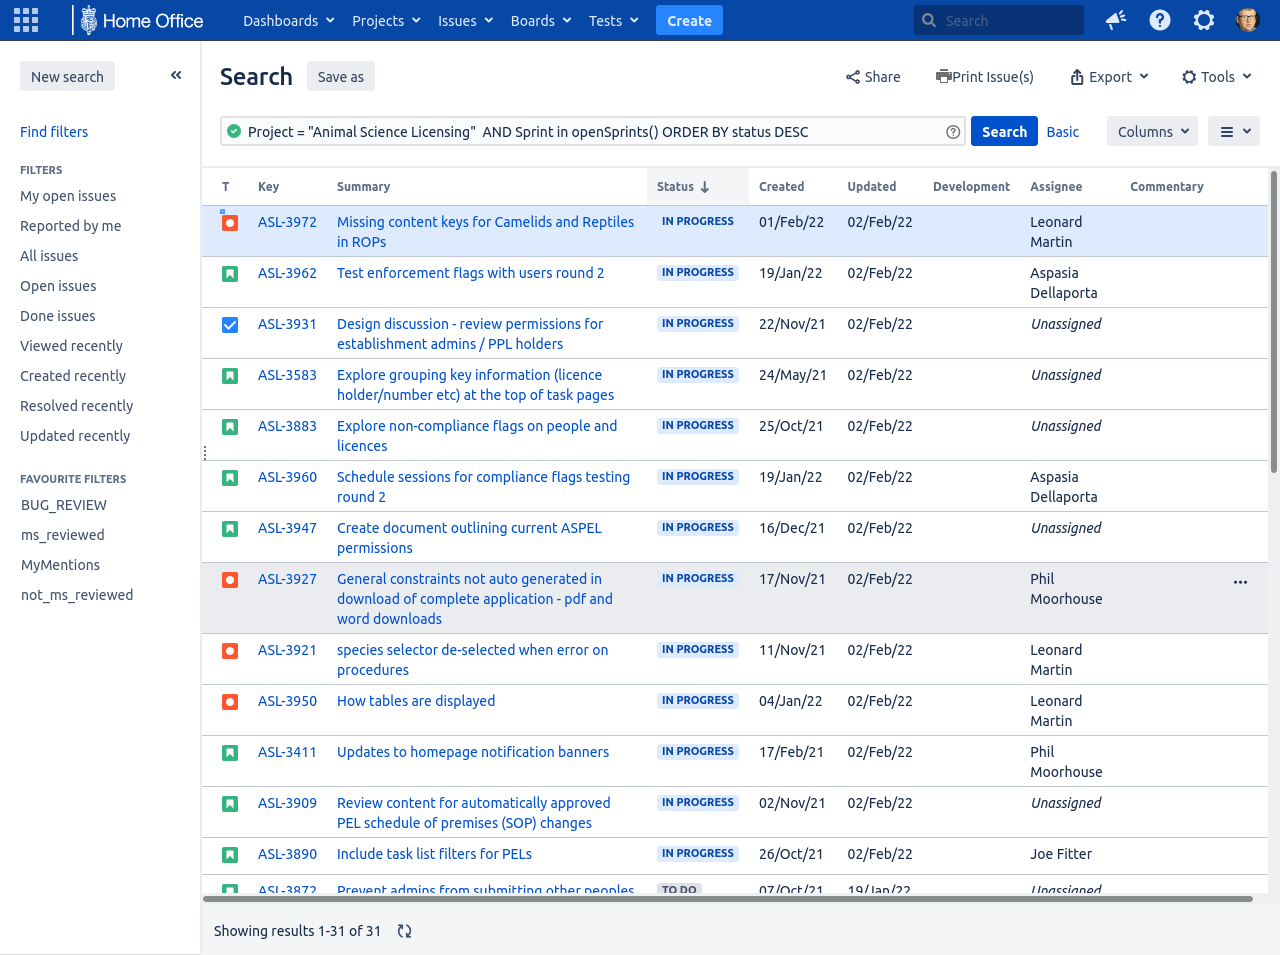 Home Office Dashboards Projects Issues Boards Tests Create Search
New search
Search Save as Share Print Issue(s) Export Tools
Project = "Animal Science Licensing"  AND Sprint in openSprints() ORDER BY status DESC Search Basic Columns
Find filters
FILTERS
My open issues
Reported by me
All issues
Open issues
Done issues
Viewed recently
Created recently
Resolved recently
Updated recently
FAVOURITE FILTERS
BUG_REVIEW
ms_reviewed
MyMentions
not_ms_reviewed
T Key Summary Status Created Updated Development Assignee Commentary
ASL-3972 Missing content keys for Camelids and Reptiles IN PROGRESS 01/Feb/22 02/Feb/22 Leonard
in ROPs Martin
ASL-3962 Test enforcement flags with users round 2 IN PROGRESS 19/Jan/22 02/Feb/22 Aspasia
Dellaporta
ASL-3931 Design discussion - review permissions for IN PROGRESS 22/Nov/21 02/Feb/22 Unassigned
establishment admins / PPL holders
ASL-3583 Explore grouping key information (licence IN PROGRESS 24/May/21 02/Feb/22 Unassigned
holder/number etc) at the top of task pages
ASL-3883 Explore non-compliance flags on people and IN PROGRESS 25/Oct/21 02/Feb/22 Unassigned
licences
ASL-3960 Schedule sessions for compliance flags testing IN PROGRESS 19/Jan/22 02/Feb/22 Aspasia
round 2 Dellaporta
ASL-3947 Create document outlining current ASPEL IN PROGRESS 16/Dec/21 02/Feb/22 Unassigned
permissions
ASL-3927 General constraints not auto generated in IN PROGRESS 17/Nov/21 02/Feb/22 Phil
download of complete application - pdf and Moorhouse
word downloads
ASL-3921 species selector de-selected when error on IN PROGRESS 11/Nov/21 02/Feb/22 Leonard
procedures Martin
ASL-3950 How tables are displayed IN PROGRESS 04/Jan/22 02/Feb/22 Leonard
Martin
ASL-3411 Updates to homepage notification banners IN PROGRESS 17/Feb/21 02/Feb/22 Phil
Moorhouse
ASL-3909 Review content for automatically approved IN PROGRESS 02/Nov/21 02/Feb/22 Unassigned
PEL schedule of premises (SOP) changes
ASL-3890 Include task list filters for PELs IN PROGRESS 26/Oct/21 02/Feb/22 Joe Fitter
ASL-3872 Prevent admins from submitting other peoples TO DO 07/Oct/21 19/Jan/22 Unassigned
Showing results 1-31 of 31